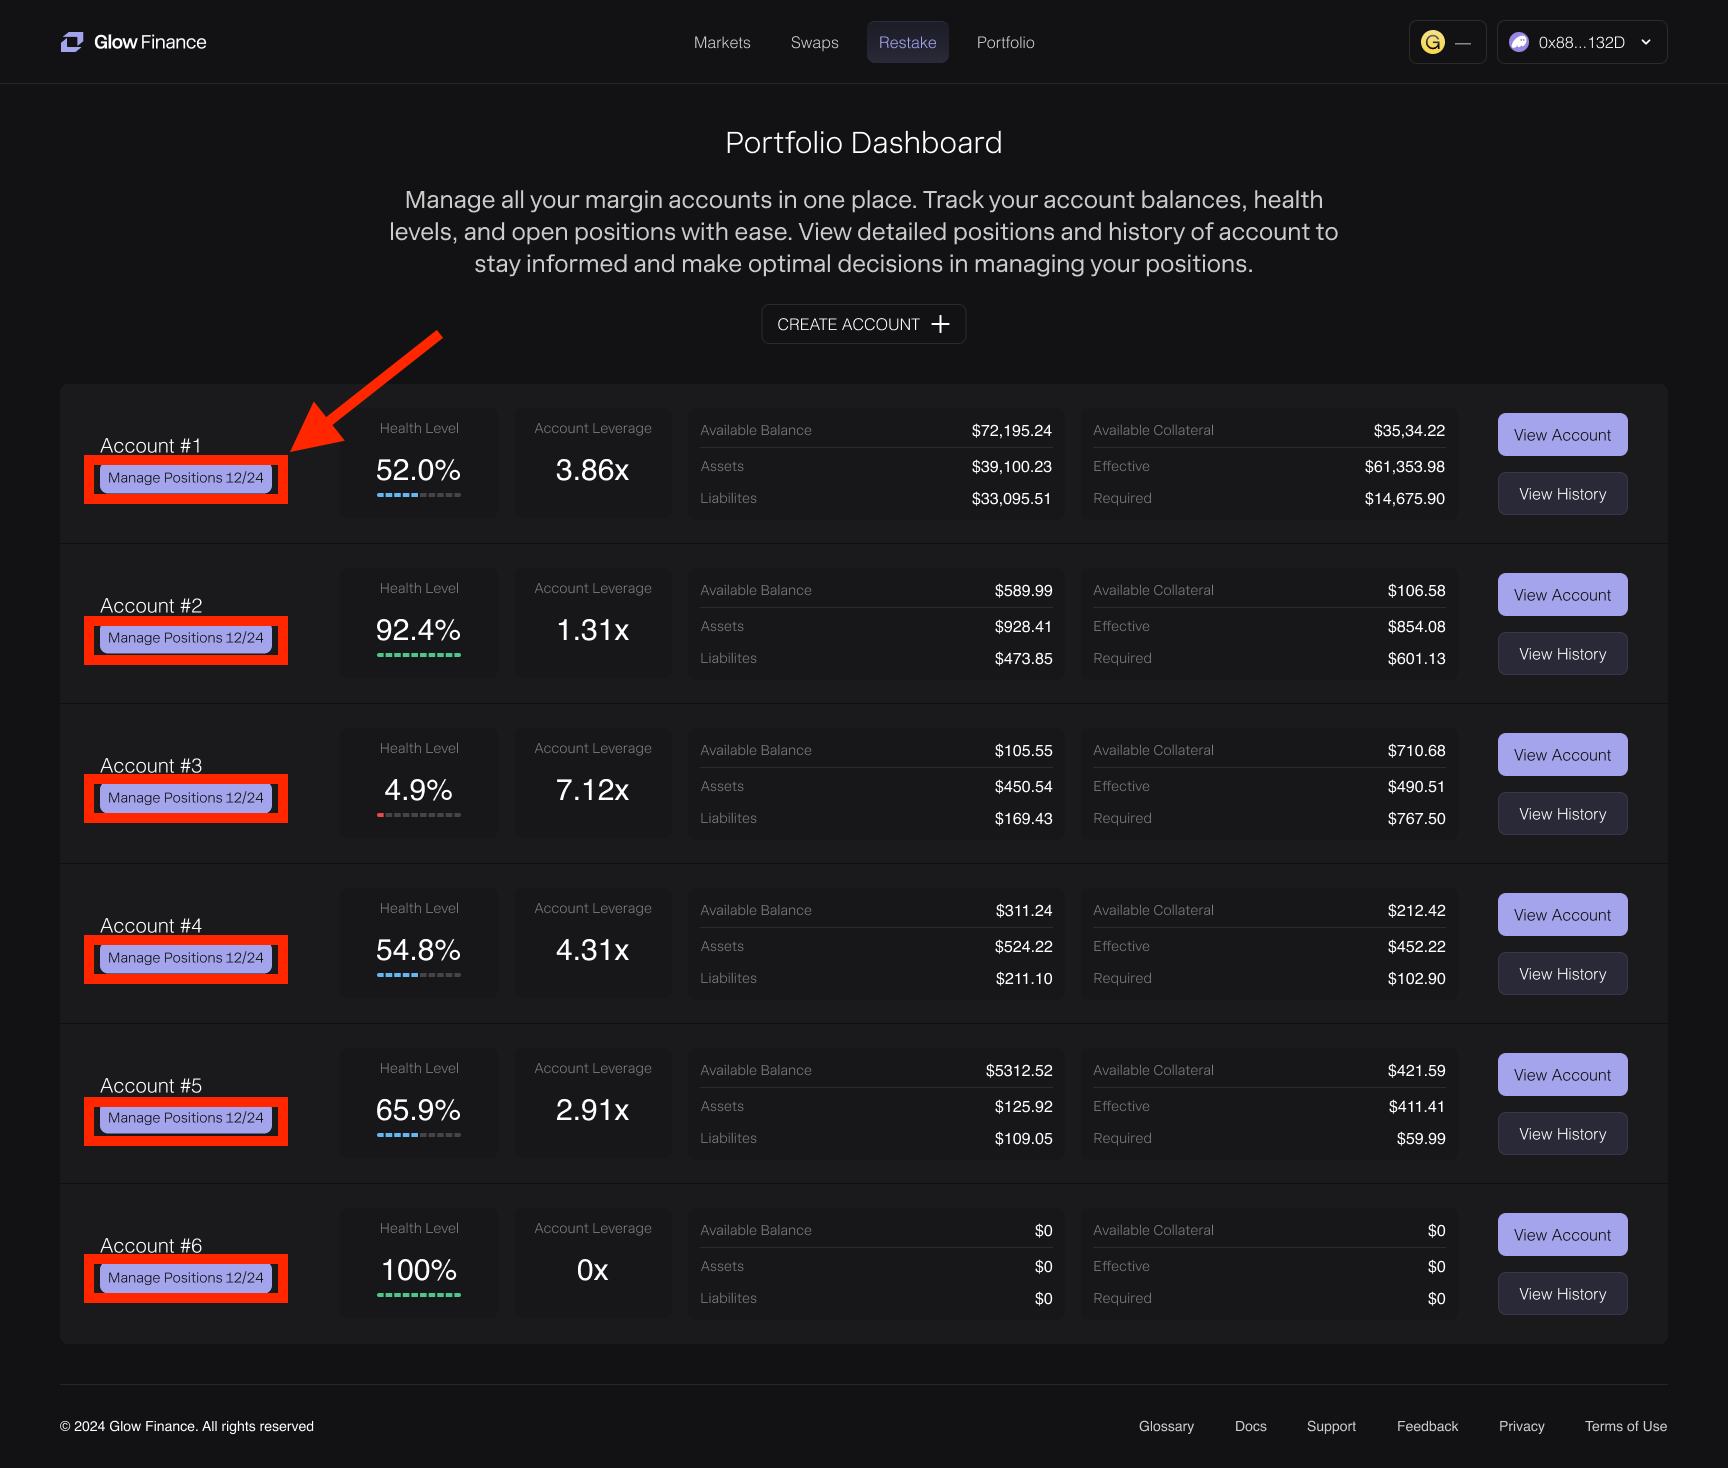 Glow Finance
Markets Swaps Restake Portfolio
G — 0x88...132D
Portfolio Dashboard
Manage all your margin accounts in one place. Track your account balances, health
levels, and open positions with ease. View detailed positions and history of account to
stay informed and make optimal decisions in managing your positions.
CREATE ACCOUNT +
Account #1
Manage Positions 12/24
Health Level
52.0%
Account Leverage
3.86x
Available Balance $72,195.24
Assets $39,100.23
Liabilites $33,095.51
Available Collateral $35,34.22
Effective $61,353.98
Required $14,675.90
View Account
View History
Account #2
Manage Positions 12/24
Health Level
92.4%
Account Leverage
1.31x
Available Balance $589.99
Assets $928.41
Liabilites $473.85
Available Collateral $106.58
Effective $854.08
Required $601.13
View Account
View History
Account #3
Manage Positions 12/24
Health Level
4.9%
Account Leverage
7.12x
Available Balance $105.55
Assets $450.54
Liabilites $169.43
Available Collateral $710.68
Effective $490.51
Required $767.50
View Account
View History
Account #4
Manage Positions 12/24
Health Level
54.8%
Account Leverage
4.31x
Available Balance $311.24
Assets $524.22
Liabilites $211.10
Available Collateral $212.42
Effective $452.22
Required $102.90
View Account
View History
Account #5
Manage Positions 12/24
Health Level
65.9%
Account Leverage
2.91x
Available Balance $5312.52
Assets $125.92
Liabilites $109.05
Available Collateral $421.59
Effective $411.41
Required $59.99
View Account
View History
Account #6
Manage Positions 12/24
Health Level
100%
Account Leverage
0x
Available Balance $0
Assets $0
Liabilites $0
Available Collateral $0
Effective $0
Required $0
View Account
View History
© 2024 Glow Finance. All rights reserved
Glossary Docs Support Feedback Privacy Terms of Use